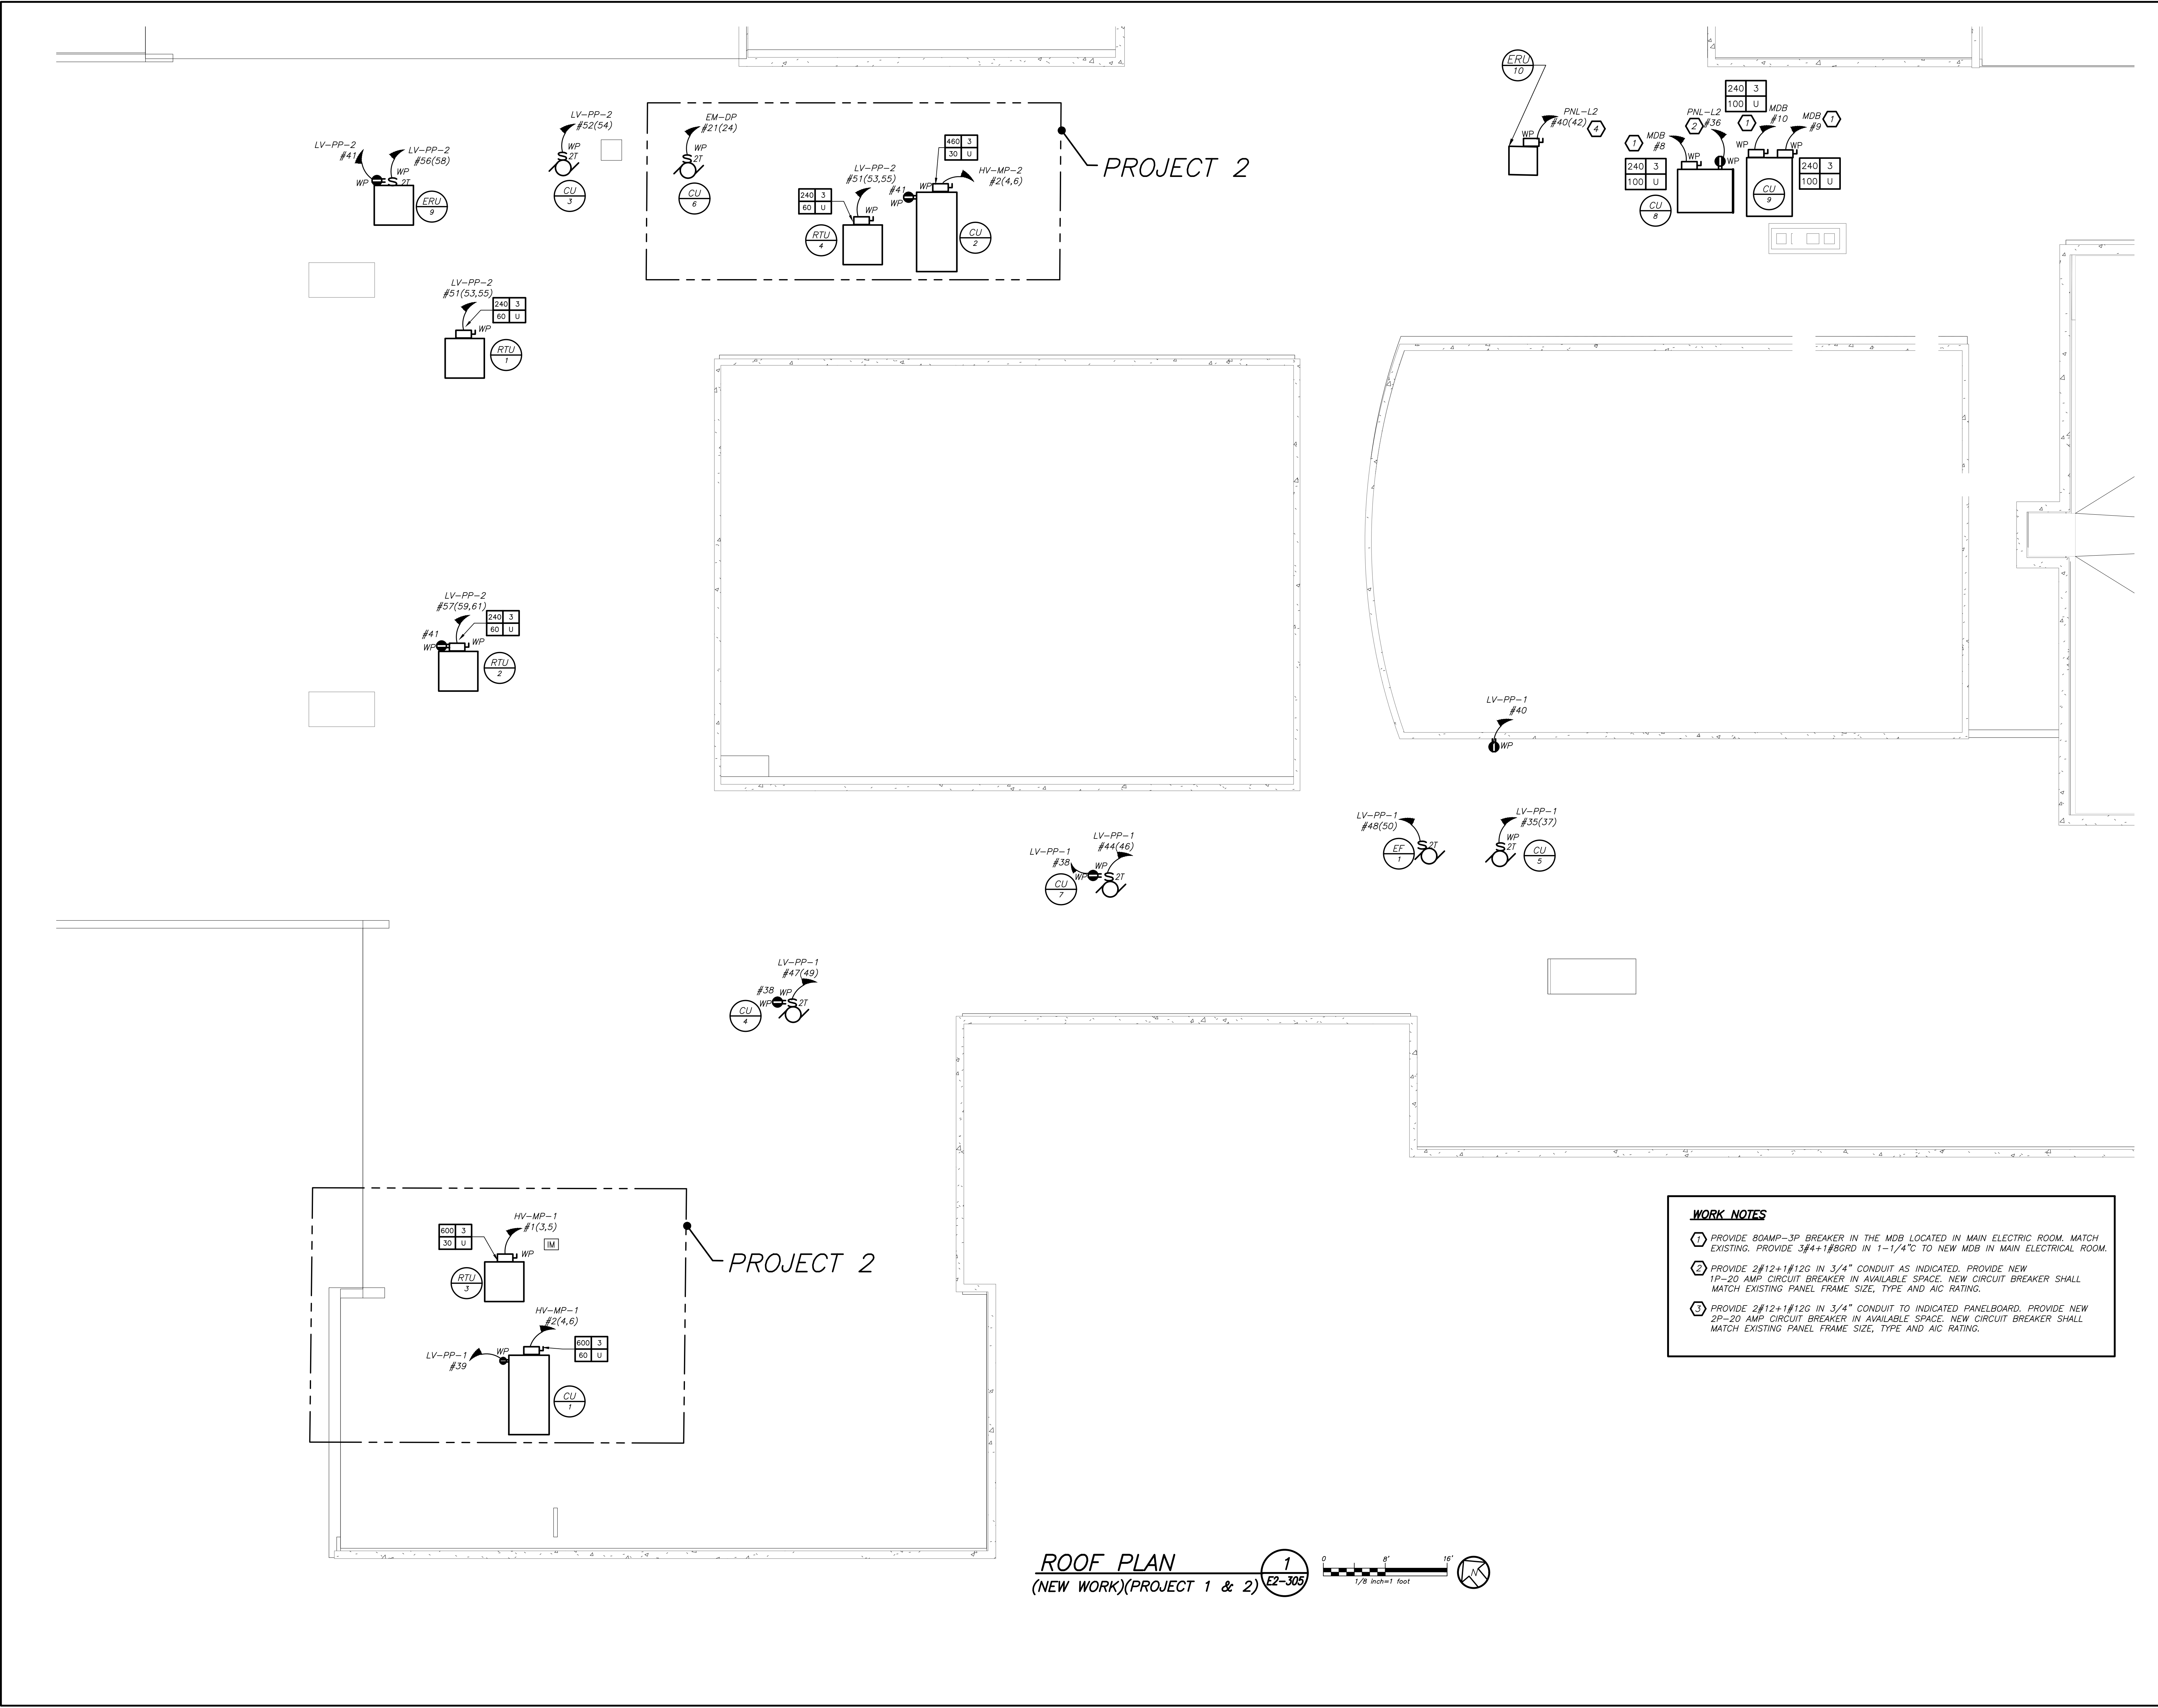 ERU
10
PNL-L2
#40(42)
4
WP
240 3
100 U
MDB
#10
1
PNL-L2
#36
2
MDB
#9
1
1
MDB
#8
WP
WP
WP
WP
240 3
100 U
240 3
100 U
CU
8
CU
9
LV-PP-2
#41
LV-PP-2
#56(58)
WP
WP
2T
ERU
9
LV-PP-2
#52(54)
WP
2T
CU
3
EM-DP
#21(24)
WP
2T
CU
6
460 3
30 U
LV-PP-2
#51(53,55)
HV-MP-2
#2(4,6)
240 3
60 U
#41
WP
WP
WP
RTU
4
CU
2
PROJECT 2
LV-PP-2
#51(53,55)
240 3
60 U
WP
RTU
1
LV-PP-2
#57(59,61)
240 3
60 U
#41
WP
WP
RTU
2
LV-PP-1
#40
WP
LV-PP-1
#48(50)
EF
1
2T
LV-PP-1
#35(37)
WP
2T
CU
5
LV-PP-1
#44(46)
LV-PP-1
#38
WP
WP
2T
CU
7
LV-PP-1
#47(49)
#38
WP
WP
2T
CU
4
HV-MP-1
#1(3,5)
600 3
30 U
WP
IM
RTU
3
PROJECT 2
HV-MP-1
#2(4,6)
600 3
60 U
LV-PP-1
#39
WP
CU
1
WORK NOTES
1 PROVIDE 80AMP-3P BREAKER IN THE MDB LOCATED IN MAIN ELECTRIC ROOM. MATCH
EXISTING. PROVIDE 3#4+1#8GRD IN 1-1/4"C TO NEW MDB IN MAIN ELECTRICAL ROOM.
2 PROVIDE 2#12+1#12G IN 3/4" CONDUIT AS INDICATED. PROVIDE NEW
1P-20 AMP CIRCUIT BREAKER IN AVAILABLE SPACE. NEW CIRCUIT BREAKER SHALL
MATCH EXISTING PANEL FRAME SIZE, TYPE AND AIC RATING.
3 PROVIDE 2#12+1#12G IN 3/4" CONDUIT TO INDICATED PANELBOARD. PROVIDE NEW
2P-20 AMP CIRCUIT BREAKER IN AVAILABLE SPACE. NEW CIRCUIT BREAKER SHALL
MATCH EXISTING PANEL FRAME SIZE, TYPE AND AIC RATING.
ROOF PLAN
(NEW WORK)(PROJECT 1 & 2)
1
E2-305
0 8' 16'
1/8 inch=1 foot
N